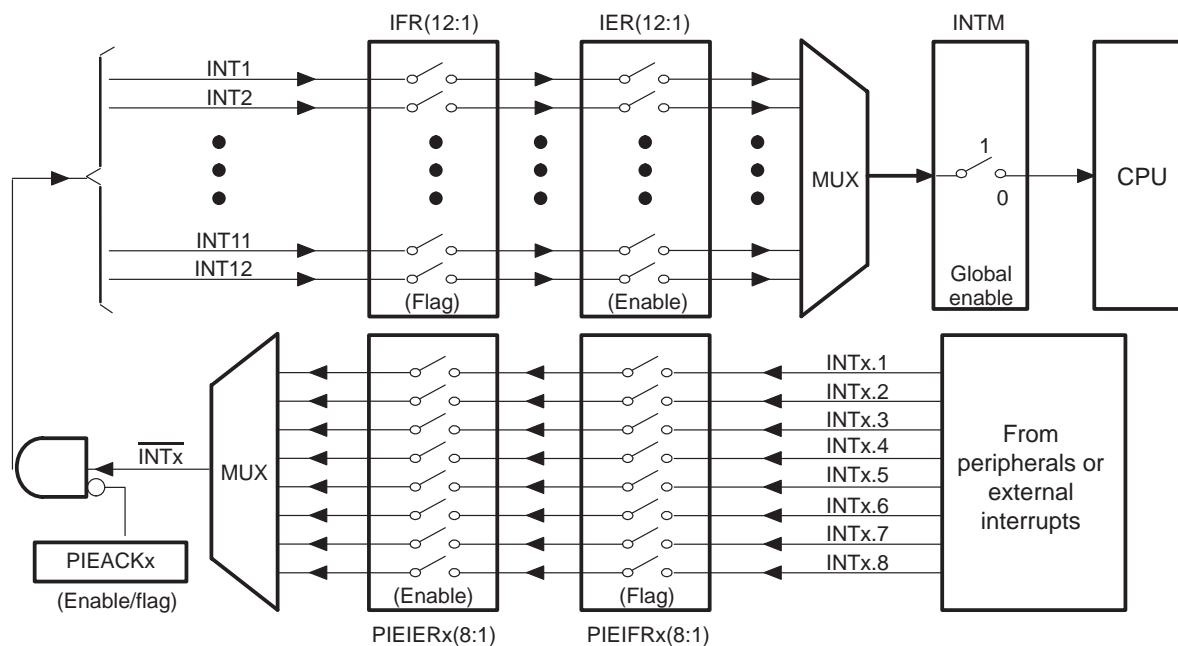 IFR(12:1)
IER(12:1)
INTM
INT1
INT2
1
MUX
CPU
0
INT11
INT12
Global
enable
(Flag)
(Enable)
INTx.1
INTx.2
INTx.3
INTx.4
INTx.5
INTx.6
INTx.7
INTx.8
From
peripherals or
external
interrupts
INTx
MUX
PIEACKx
(Enable/flag)
(Enable)
(Flag)
PIEIERx(8:1)
PIEIFRx(8:1)